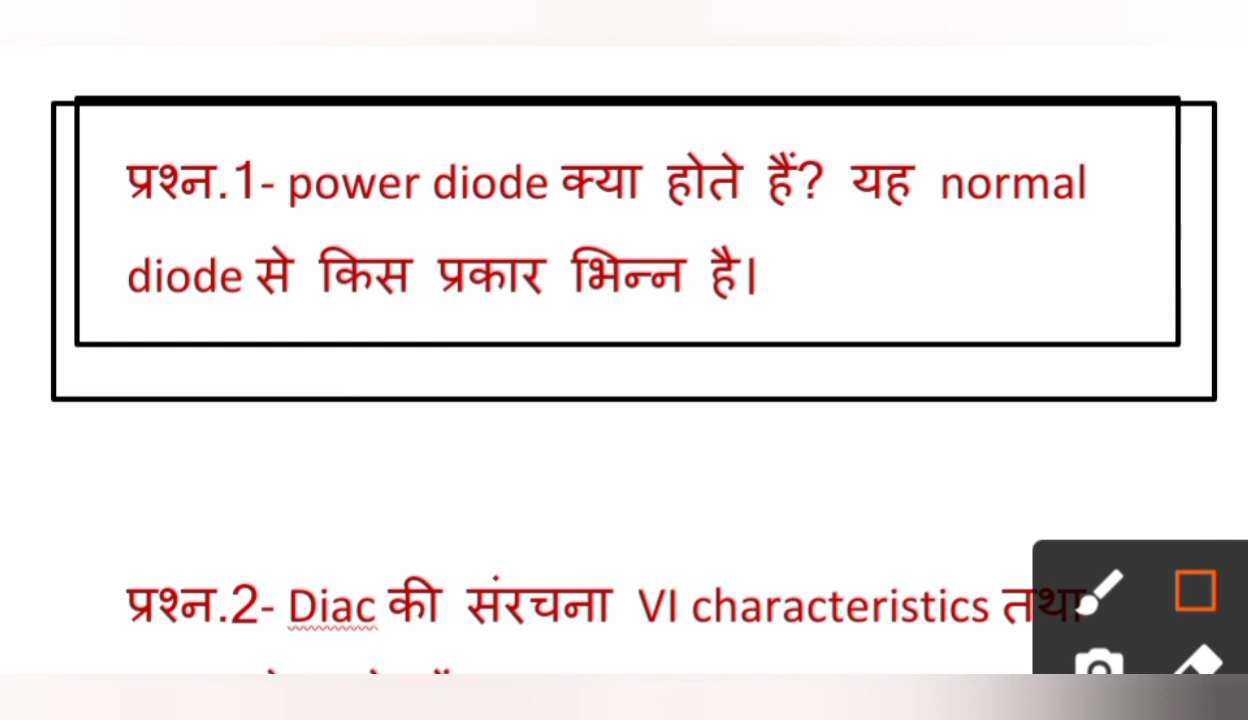 प्रश्न.1- power diode क्या होते हैं? यह normal
diode से किस प्रकार भिन्न है।
प्रश्न.2- Diac की संरचना VI characteristics तथा